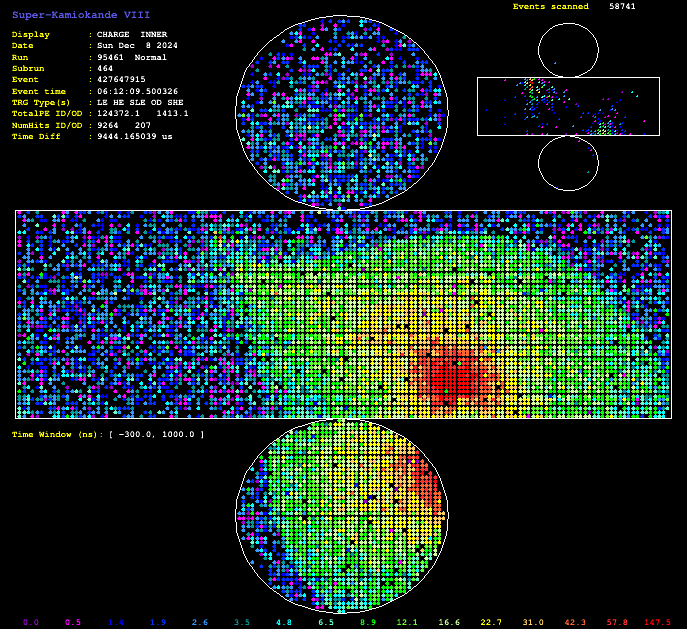 Super-Kamiokande VIII
Events scanned 58741
Display : CHARGE INNER
Date : Sun Dec 8 2024
Run : 95461 Normal
Subrun : 464
Event : 427647915
Event time : 06:12:09.500326
TRG Type(s) : LE HE SLE OD SHE
TotalPE ID/OD : 124372.1 1413.1
NumHits ID/OD : 9264 207
Time Diff : 9444.165039 us
Time Window (ns): [ -300.0, 1000.0 ]
0.0 0.5 1.4 1.9 2.6 3.5 4.8 6.5 8.9 12.1 16.6 22.7 31.0 42.3 57.8 147.5